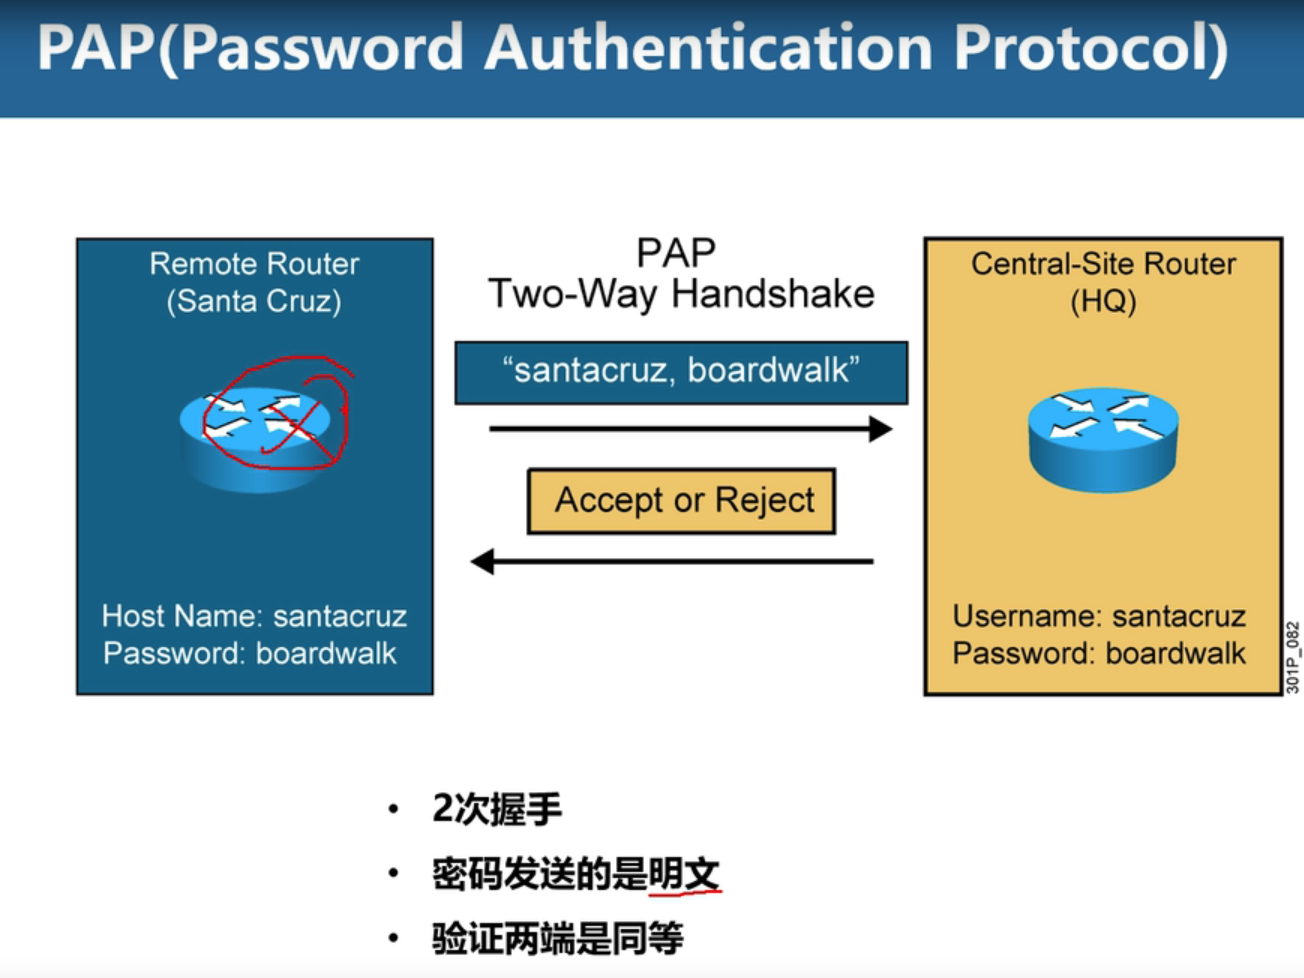 PAP(Password Authentication Protocol)
Remote Router
(Santa Cruz)
PAP
Two-Way Handshake
“santacruz, boardwalk”
Accept or Reject
Central-Site Router
(HQ)
Host Name: santacruz
Password: boardwalk
Username: santacruz
Password: boardwalk
301P_082
• 2次握手
• 密码发送的是明文
• 验证两端是同等